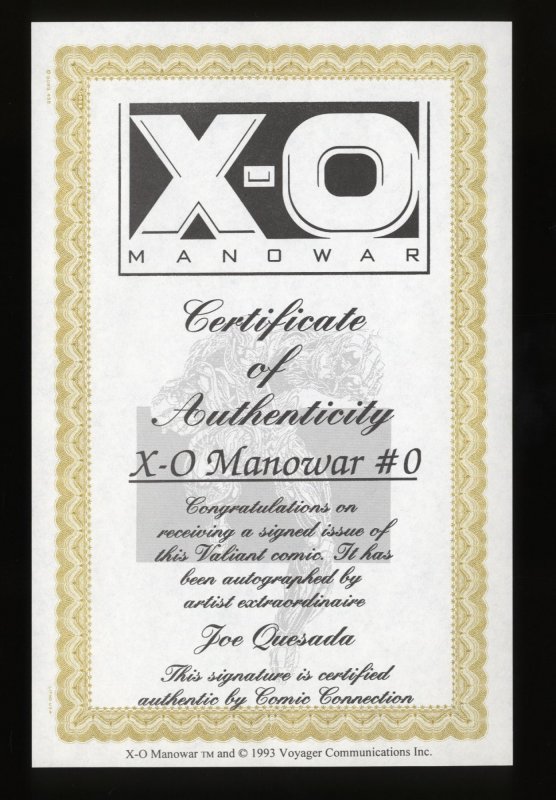 X-O
MANOWAR
Certificate
of
Authenticity
X-O Manowar #0
Congratulations on
receiving a signed issue of
this Valiant comic. It has
been autographed by
artist extraordinaire
Joe Quesada
This signature is certified
authentic by Comic Connection
X-O Manowar TM and © 1993 Voyager Communications Inc.